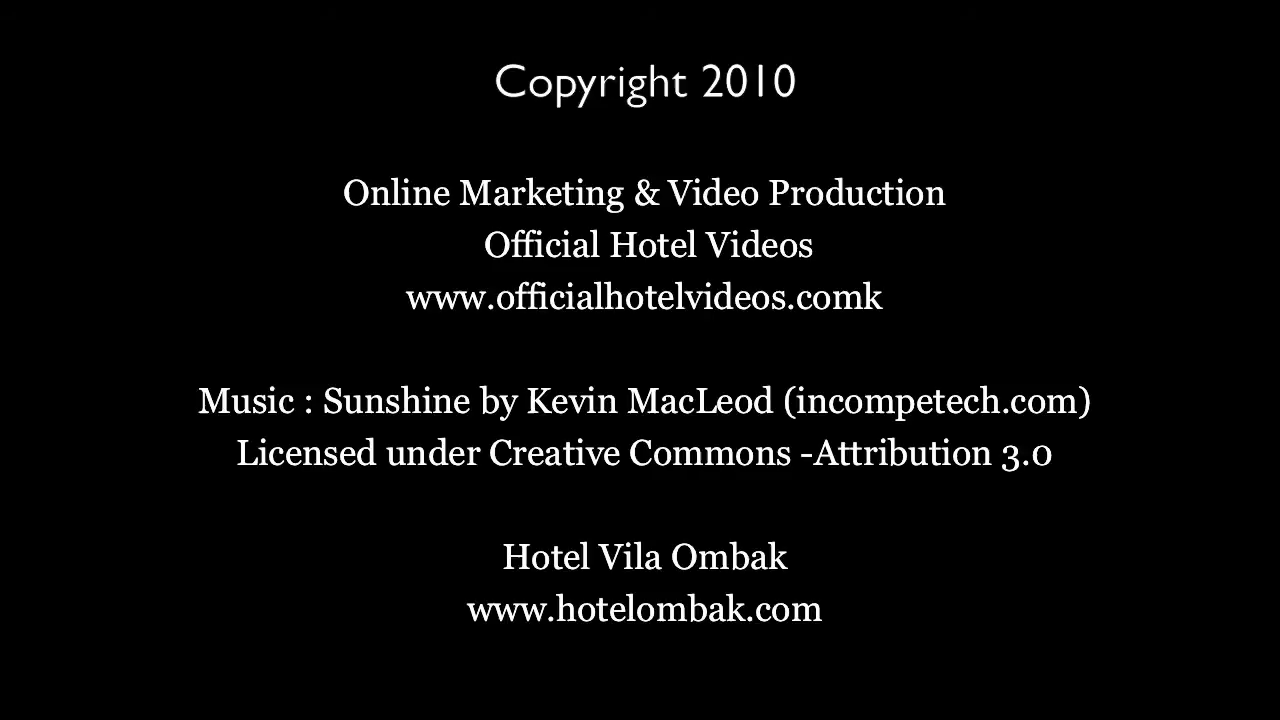 Copyright 2010
Online Marketing & Video Production
Official Hotel Videos
www.officialhotelvideos.comk
Music : Sunshine by Kevin MacLeod (incompetech.com)
Licensed under Creative Commons -Attribution 3.0
Hotel Vila Ombak
www.hotelombak.com